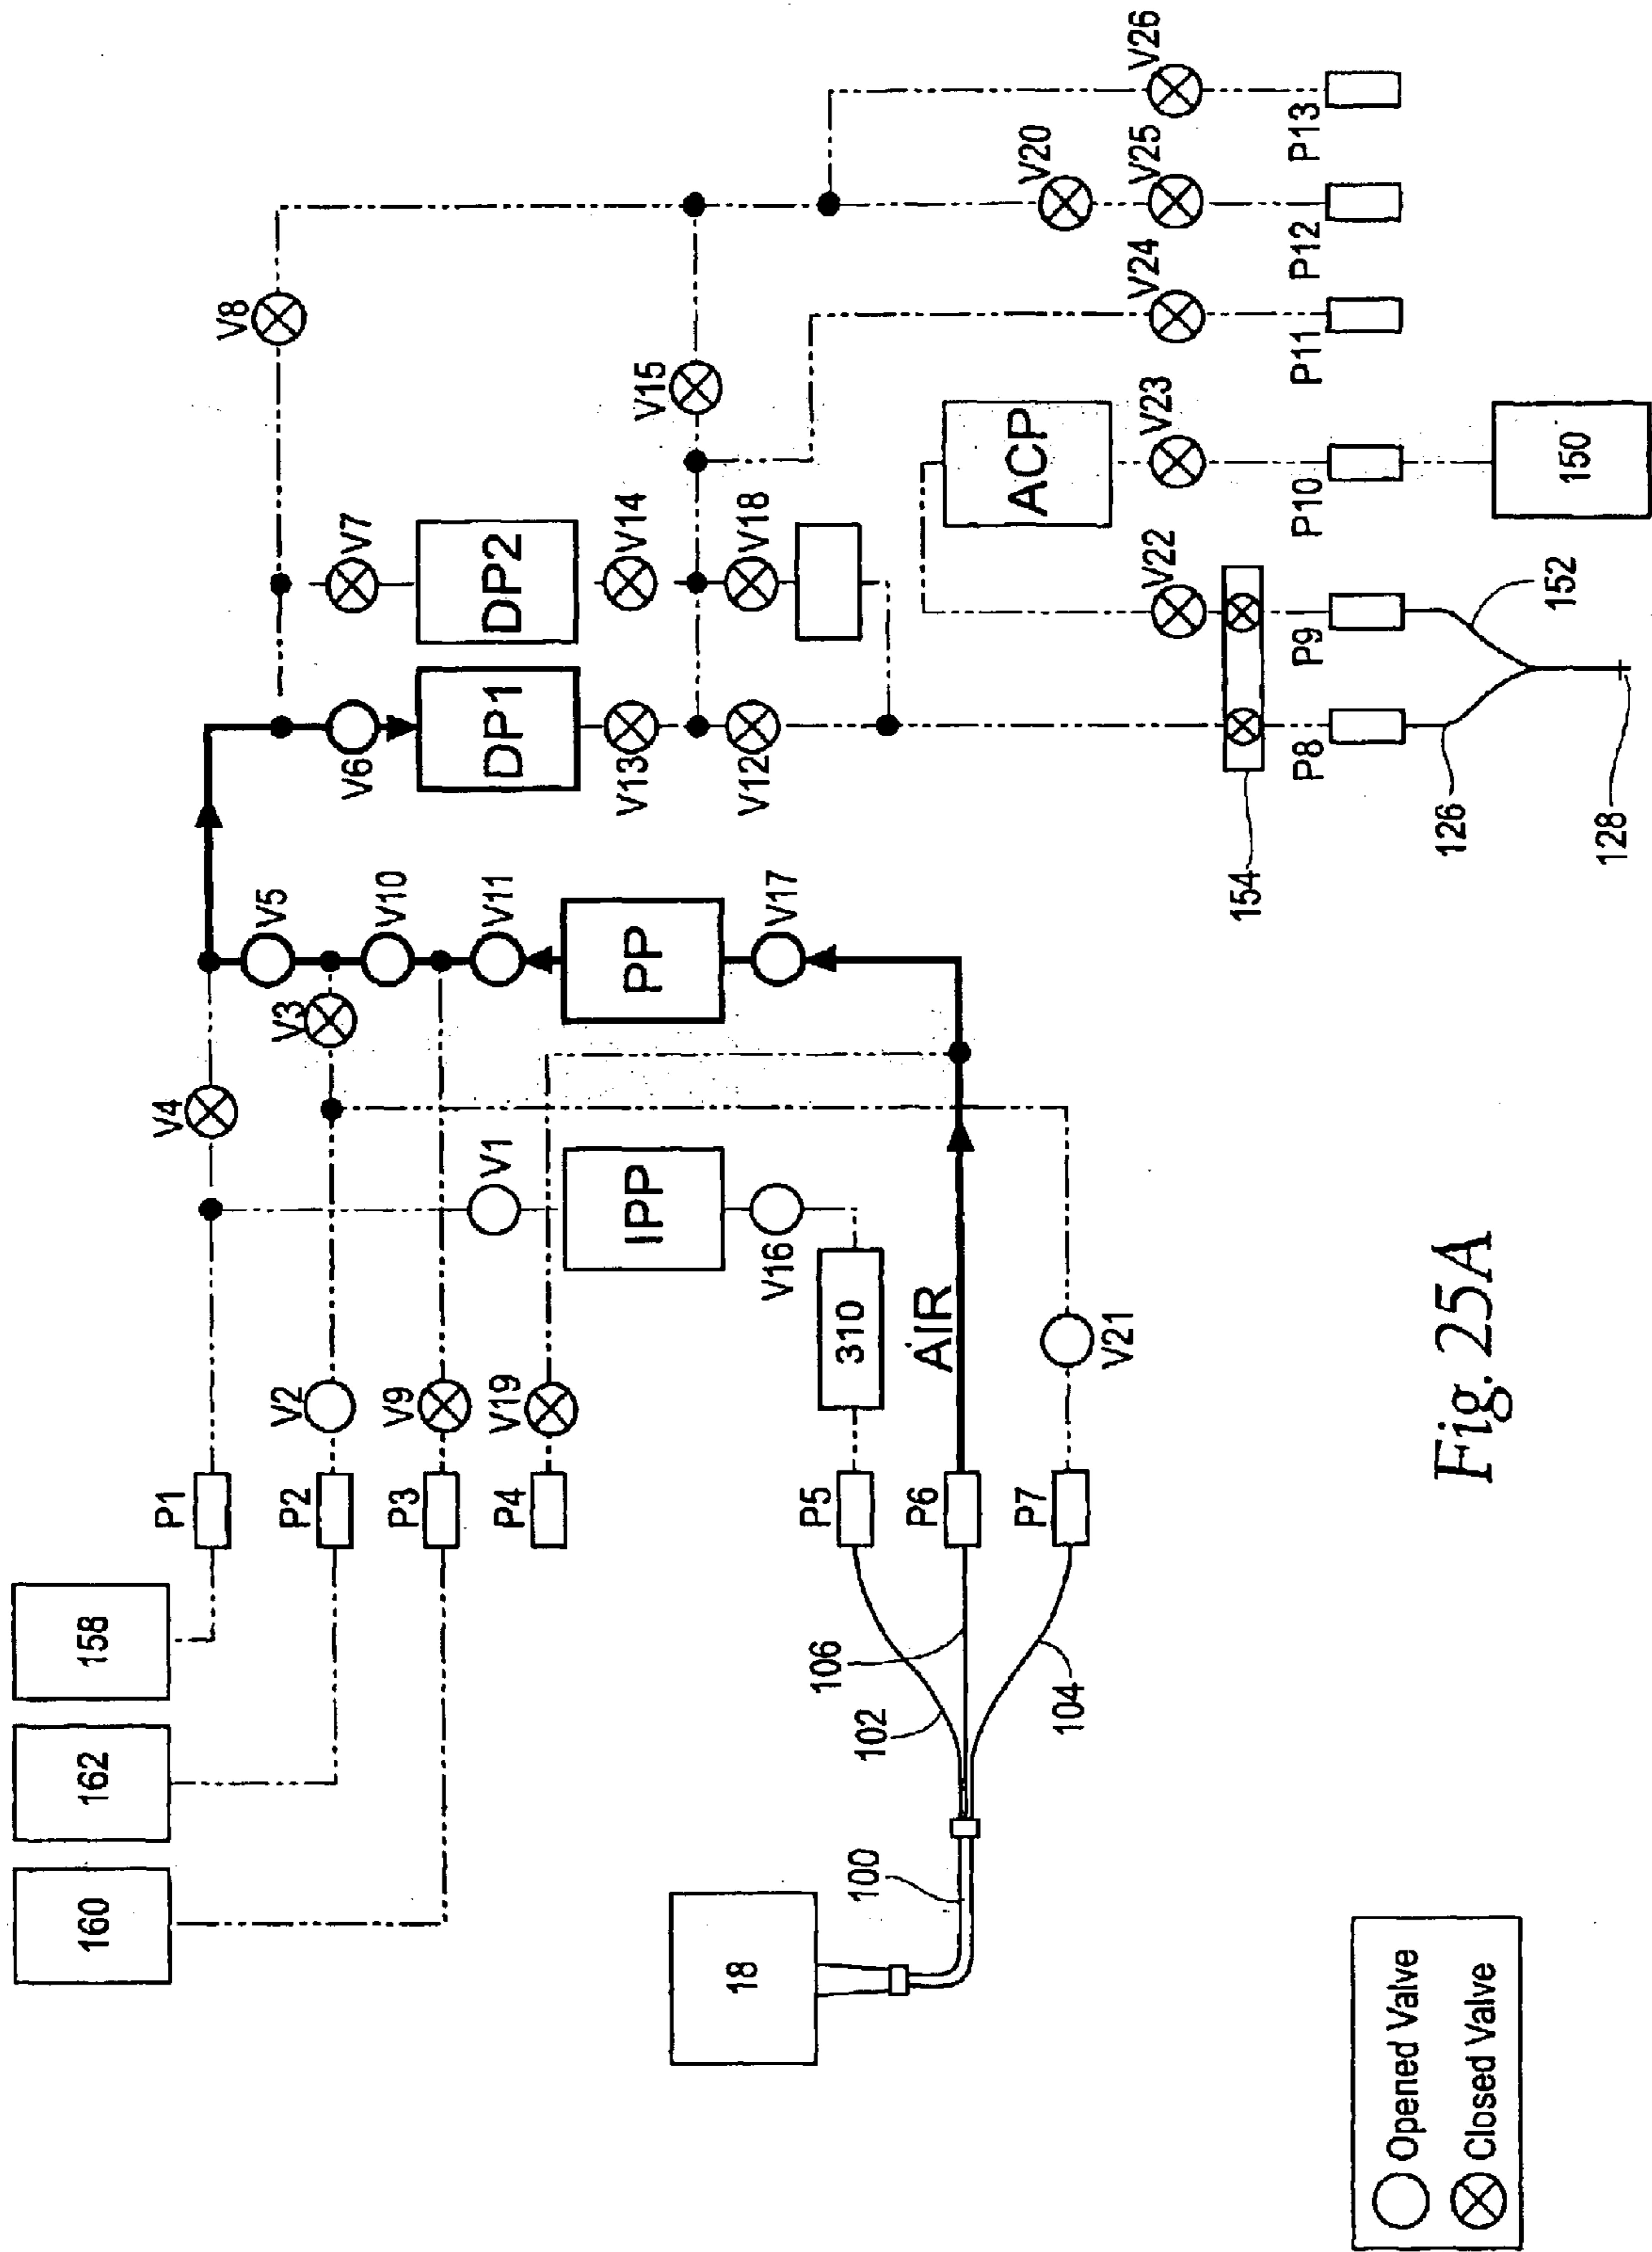 160
162
158
P1
P2
P3
P4
V2
V9
V19
V4
V3
V1
IPP
V16
310
V5
V10
V11
PP
V17
AIR
P5
P6
P7
V21
18
100
102
106
104
V8
V7
V6
DP1
DP2
V13
V14
V12
V18
V15
V20
V24
V25
V26
ACP
V22
V23
154
P8
P9
P10
P11
P12
P13
150
126
152
128
Opened Valve
Closed Valve
Fig. 25A